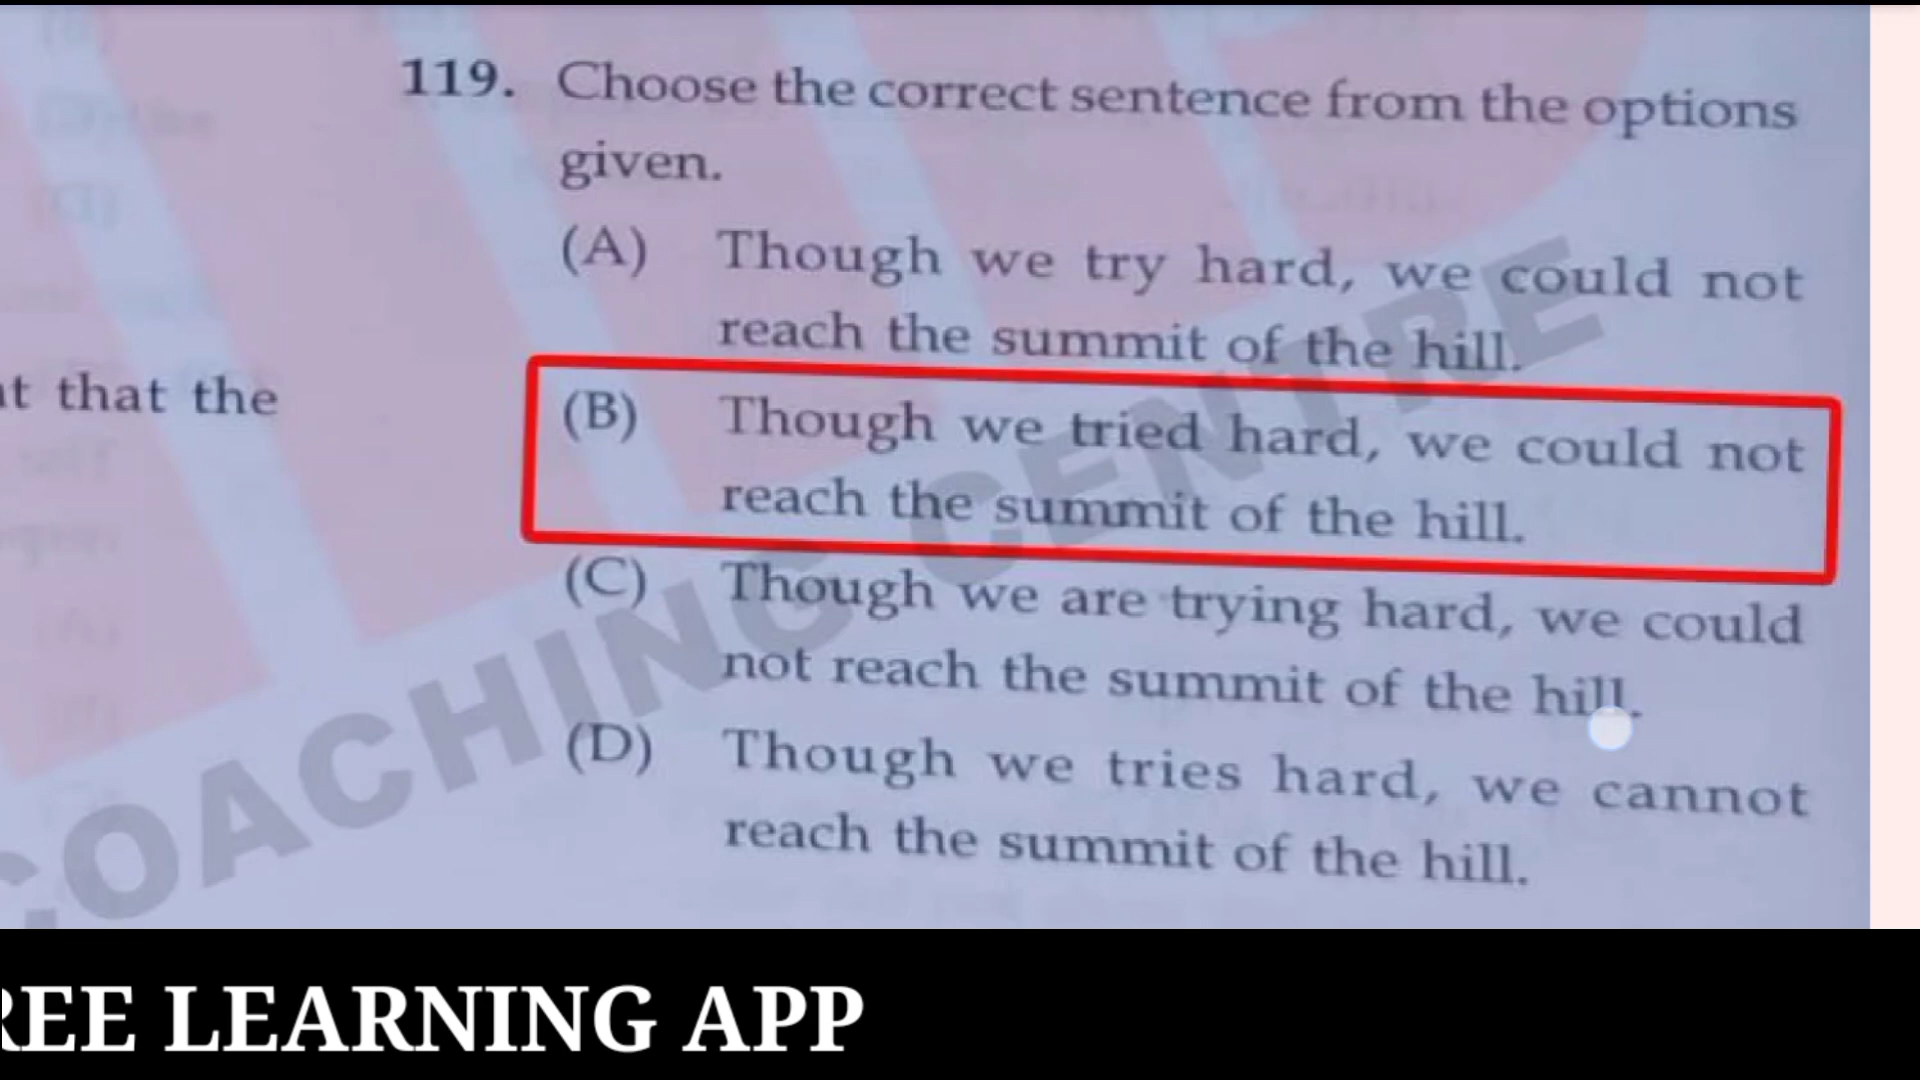 119. Choose the correct sentence from the options
given.
(A) Though we try hard, we could not
reach the summit of the hill.
(B) Though we tried hard, we could not
reach the summit of the hill.
(C) Though we are trying hard, we could
not reach the summit of the hill.
(D) Though we tries hard, we cannot
reach the summit of the hill.
that the
COACHING CENTRE
LEARNING APP